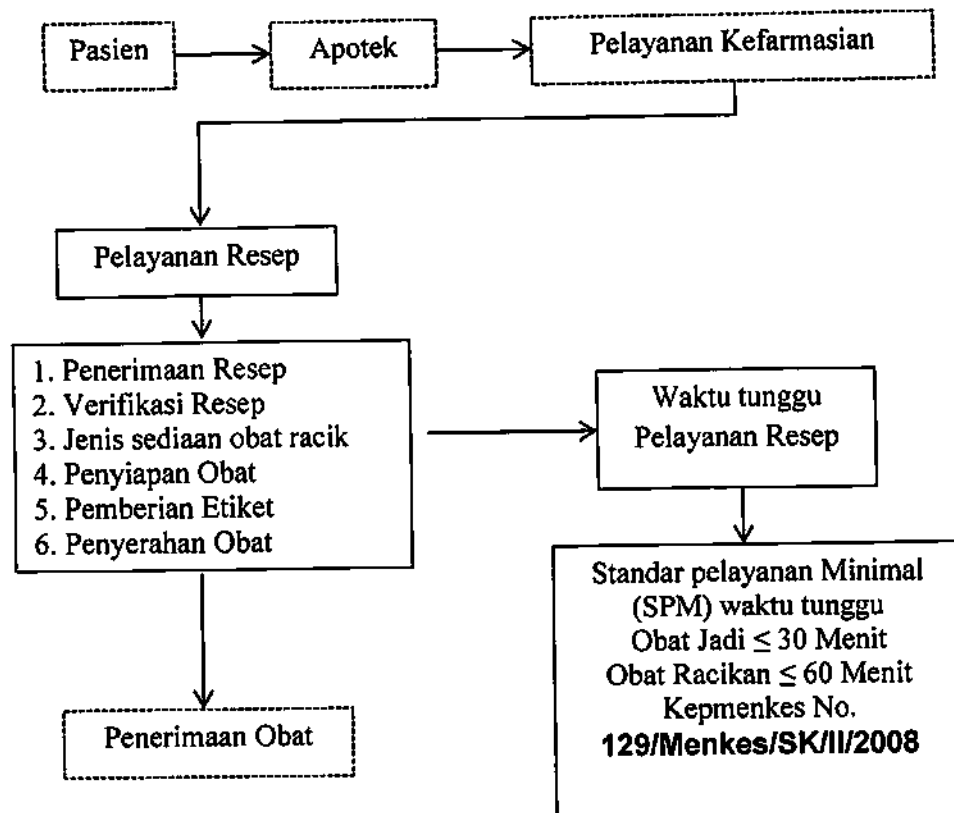 Pasien
Apotek
Pelayanan Kefarmasian
Pelayanan Resep
1. Penerimaan Resep
2. Verifikasi Resep
3. Jenis sediaan obat racik
4. Penyiapan Obat
5. Pemberian Etiket
6. Penyerahan Obat
Waktu tunggu
Pelayanan Resep
Standar pelayanan Minimal
(SPM) waktu tunggu
Obat Jadi ≤ 30 Menit
Obat Racikan ≤ 60 Menit
Kepmenkes No.
129/Menkes/SK/II/2008
Penerimaan Obat